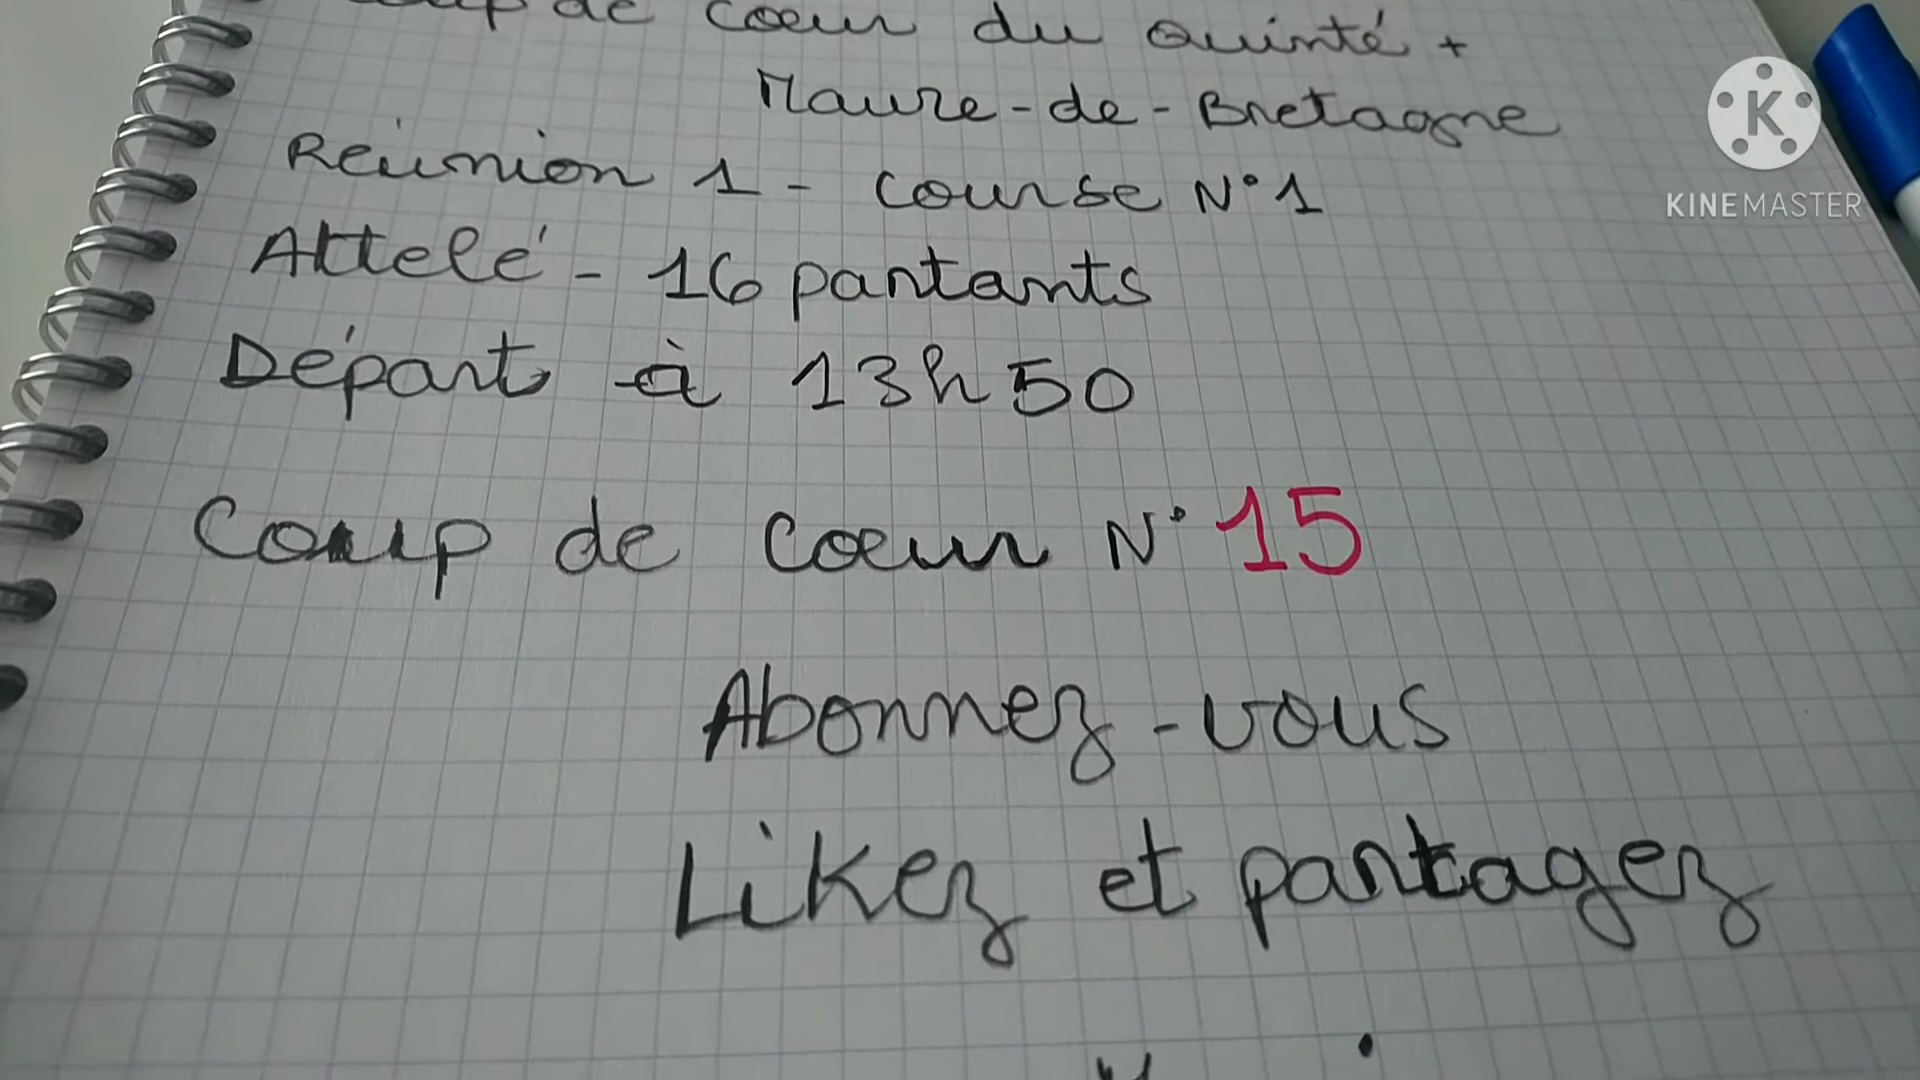 Coup de coeur du Quinté +
Maure-de-Bretagne
Réunion 1 - course N°1
Attelé - 16 partants
Départ à 13h50
Coup de coeur N°15
Abonnez-vous
Likez et partagez
KINEMASTER